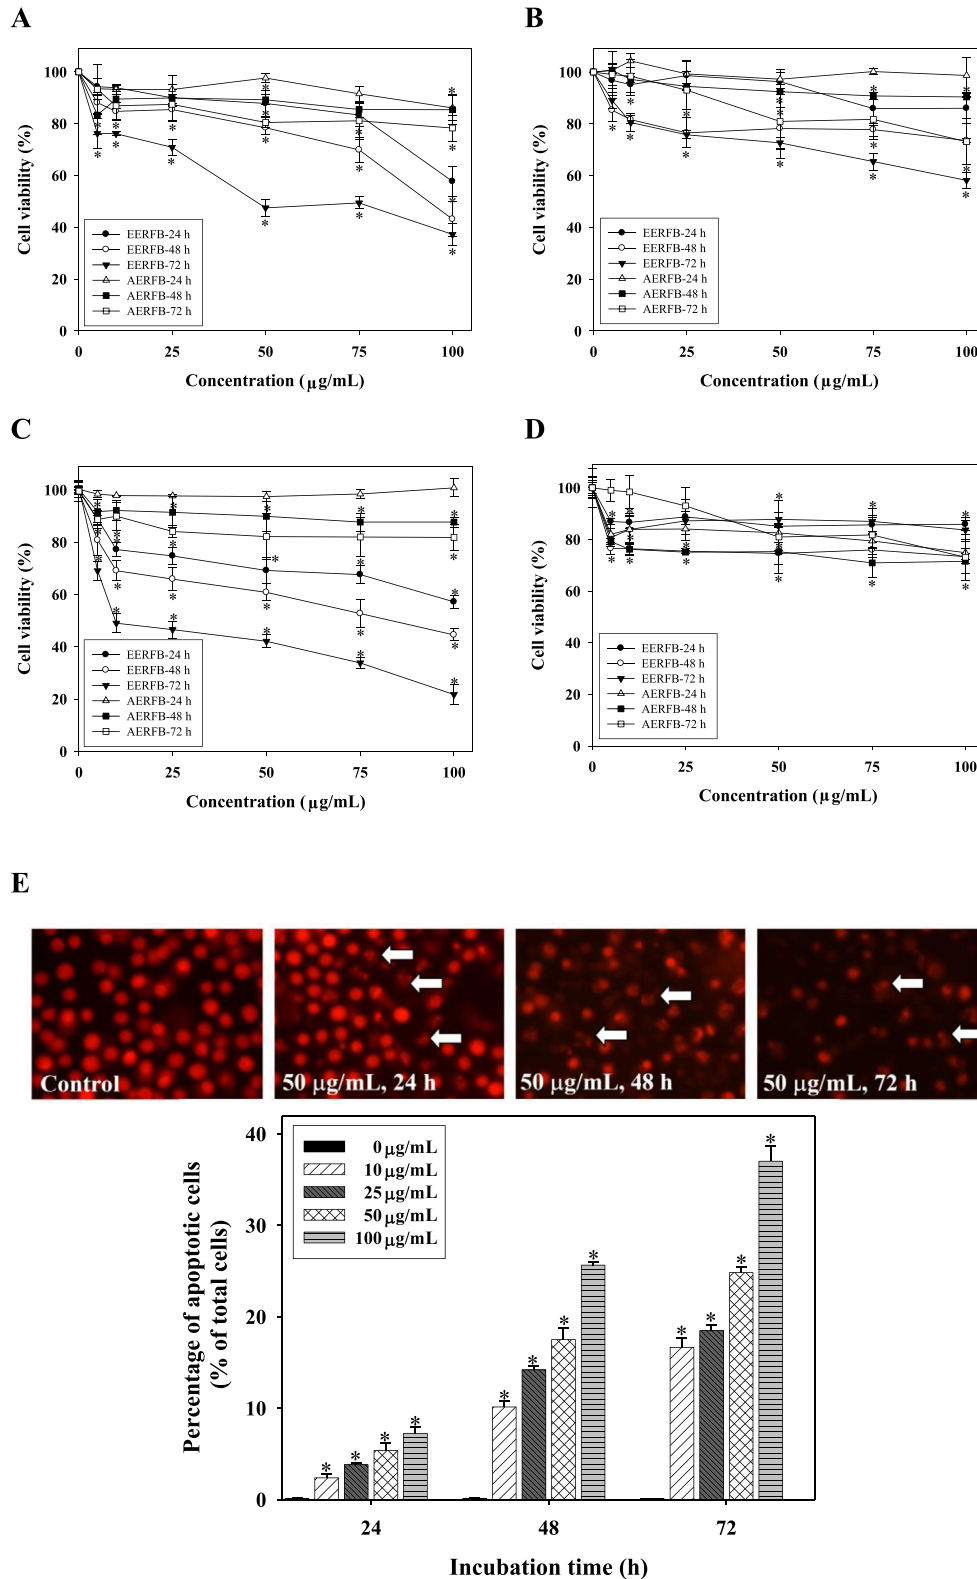 A
B
100
80
60
40
20
0
Cell viability (%)
EERFB-24 h
EERFB-48 h
EERFB-72 h
AERFB-24 h
AERFB-48 h
AERFB-72 h
0 25 50 75 100
Concentration (μg/mL)
100
80
60
40
20
0
Cell viability (%)
EERFB-24 h
EERFB-48 h
EERFB-72 h
AERFB-24 h
AERFB-48 h
AERFB-72 h
0 25 50 75 100
Concentration (μg/mL)
C
D
100
80
60
40
20
0
Cell viability (%)
EERFB-24 h
EERFB-48 h
EERFB-72 h
AERFB-24 h
AERFB-48 h
AERFB-72 h
0 25 50 75 100
Concentration (μg/mL)
100
80
60
40
20
0
Cell viability (%)
EERFB-24 h
EERFB-48 h
EERFB-72 h
AERFB-24 h
AERFB-48 h
AERFB-72 h
0 25 50 75 100
Concentration (μg/mL)
E
Control
50 μg/mL, 24 h
50 μg/mL, 48 h
50 μg/mL, 72 h
40
30
20
10
0
Percentage of apoptotic cells
(% of total cells)
0 μg/mL
10 μg/mL
25 μg/mL
50 μg/mL
100 μg/mL
24 48 72
Incubation time (h)